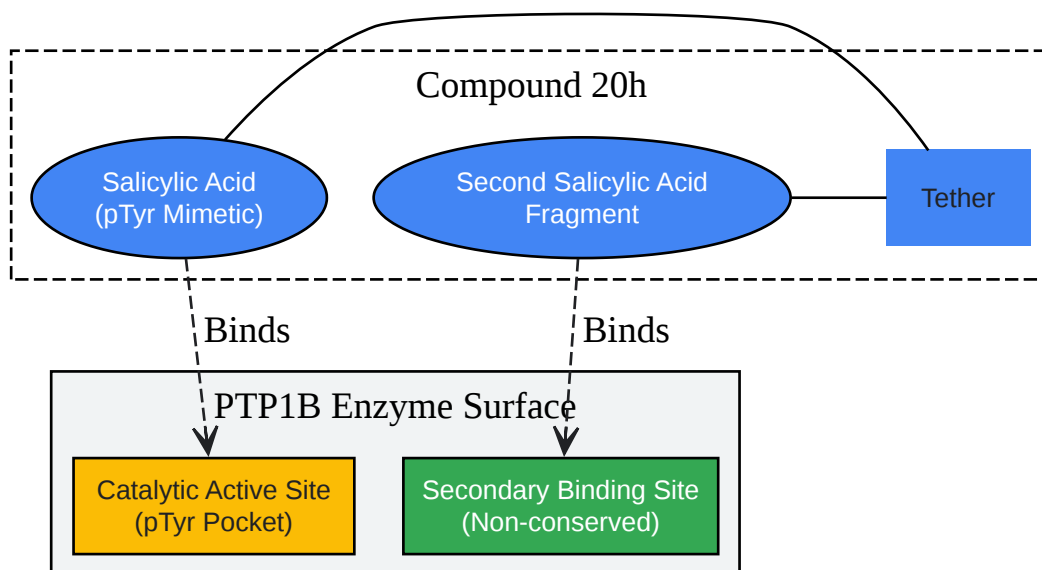 Compound 20h
Salicylic Acid
(pTyr Mimetic)
Second Salicylic Acid
Fragment
Tether
Binds
Binds
PTP1B Enzyme Surface
Catalytic Active Site
(pTyr Pocket)
Secondary Binding Site
(Non-conserved)